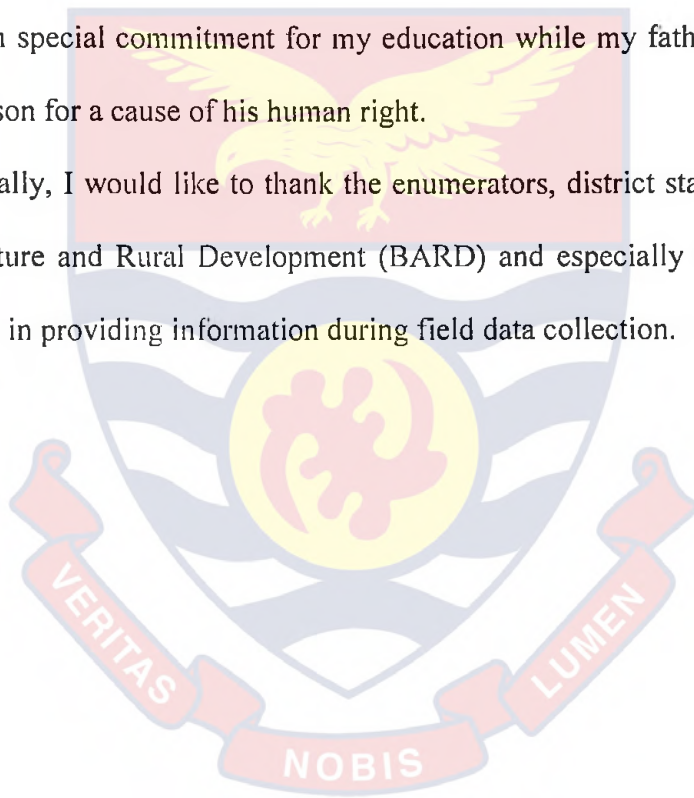 special commitment for my education while my fath
son for a cause of his human right.
ally, I would like to thank the enumerators, district sta
ture and Rural Development (BARD) and especially
in providing information during field data collection.
VERITAS
NOBIS
LUMEN